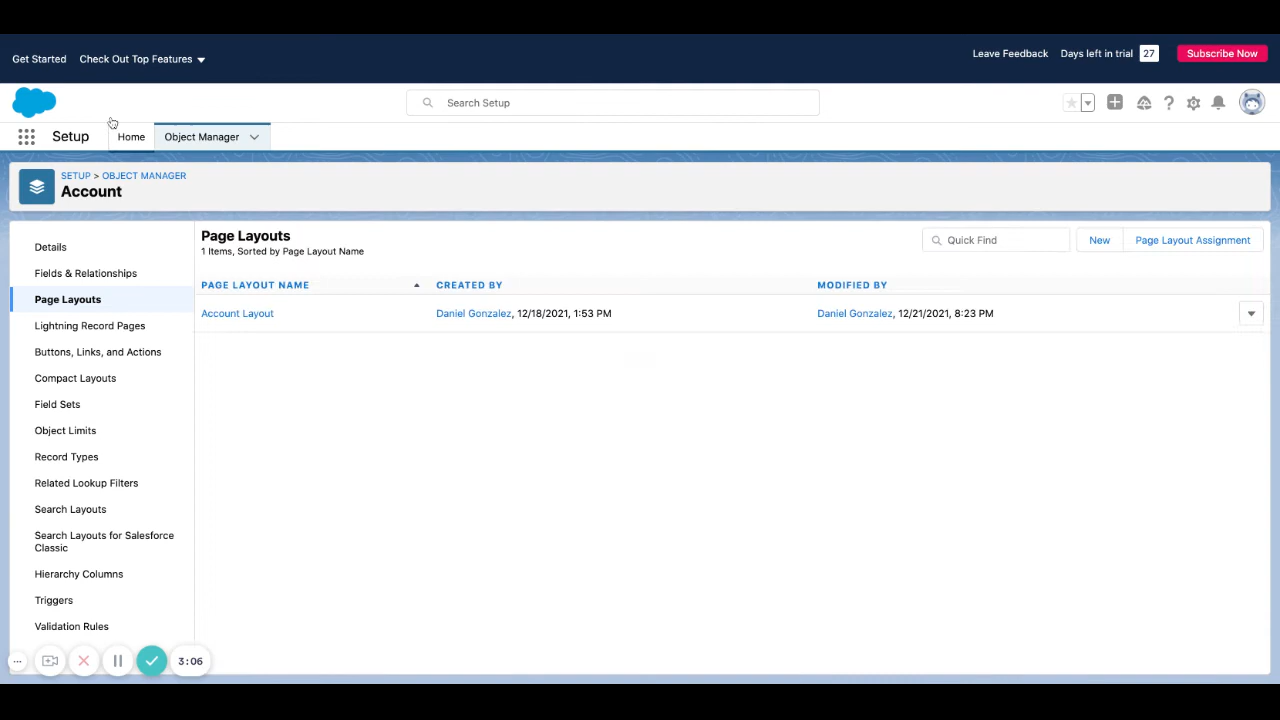 Get Started Check Out Top Features Leave Feedback Days left in trial 27 Subscribe Now
Search Setup
Setup Home Object Manager
SETUP > OBJECT MANAGER
Account
Details
Fields & Relationships
Page Layouts
Lightning Record Pages
Buttons, Links, and Actions
Compact Layouts
Field Sets
Object Limits
Record Types
Related Lookup Filters
Search Layouts
Search Layouts for Salesforce
Classic
Hierarchy Columns
Triggers
Validation Rules
Page Layouts
1 Items, Sorted by Page Layout Name
Quick Find New Page Layout Assignment
PAGE LAYOUT NAME CREATED BY MODIFIED BY
Account Layout Daniel Gonzalez, 12/18/2021, 1:53 PM Daniel Gonzalez, 12/21/2021, 8:23 PM
3:06